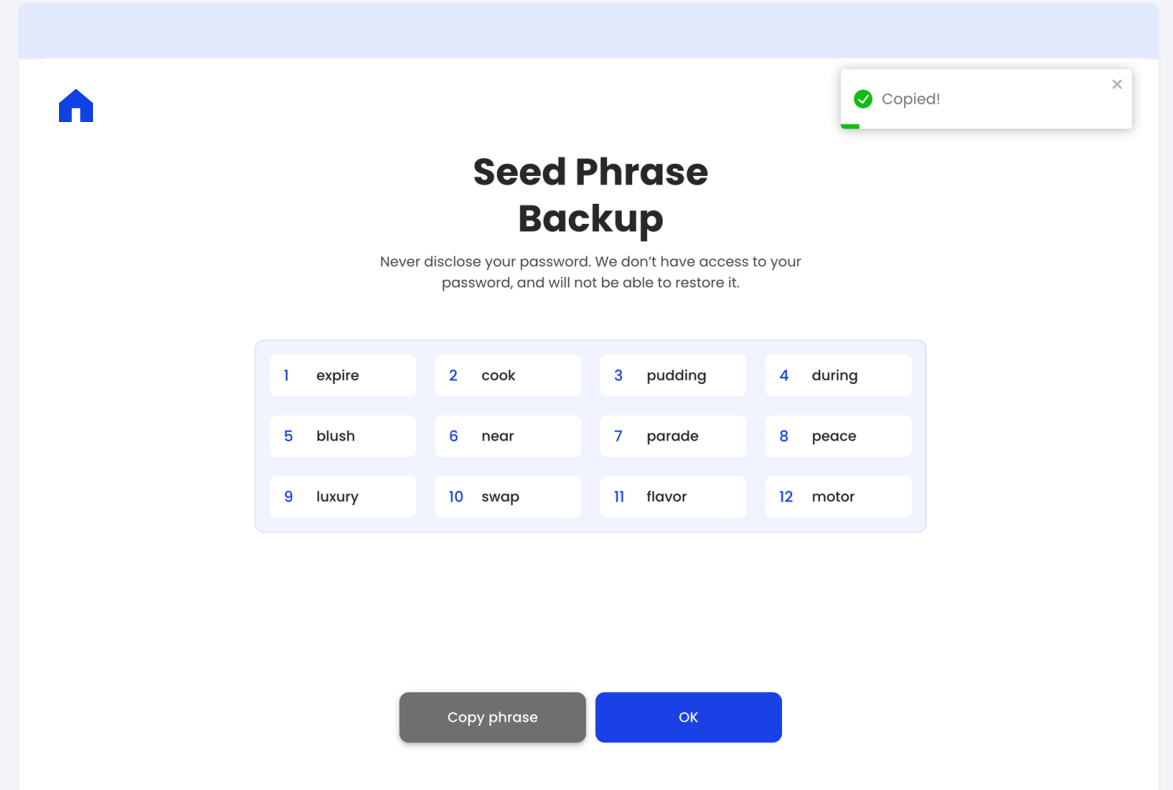 Copied!
Seed Phrase
Backup
Never disclose your password. We don’t have access to your
password, and will not be able to restore it.
1 expire 2 cook 3 pudding 4 during
5 blush 6 near 7 parade 8 peace
9 luxury 10 swap 11 flavor 12 motor
Copy phrase OK